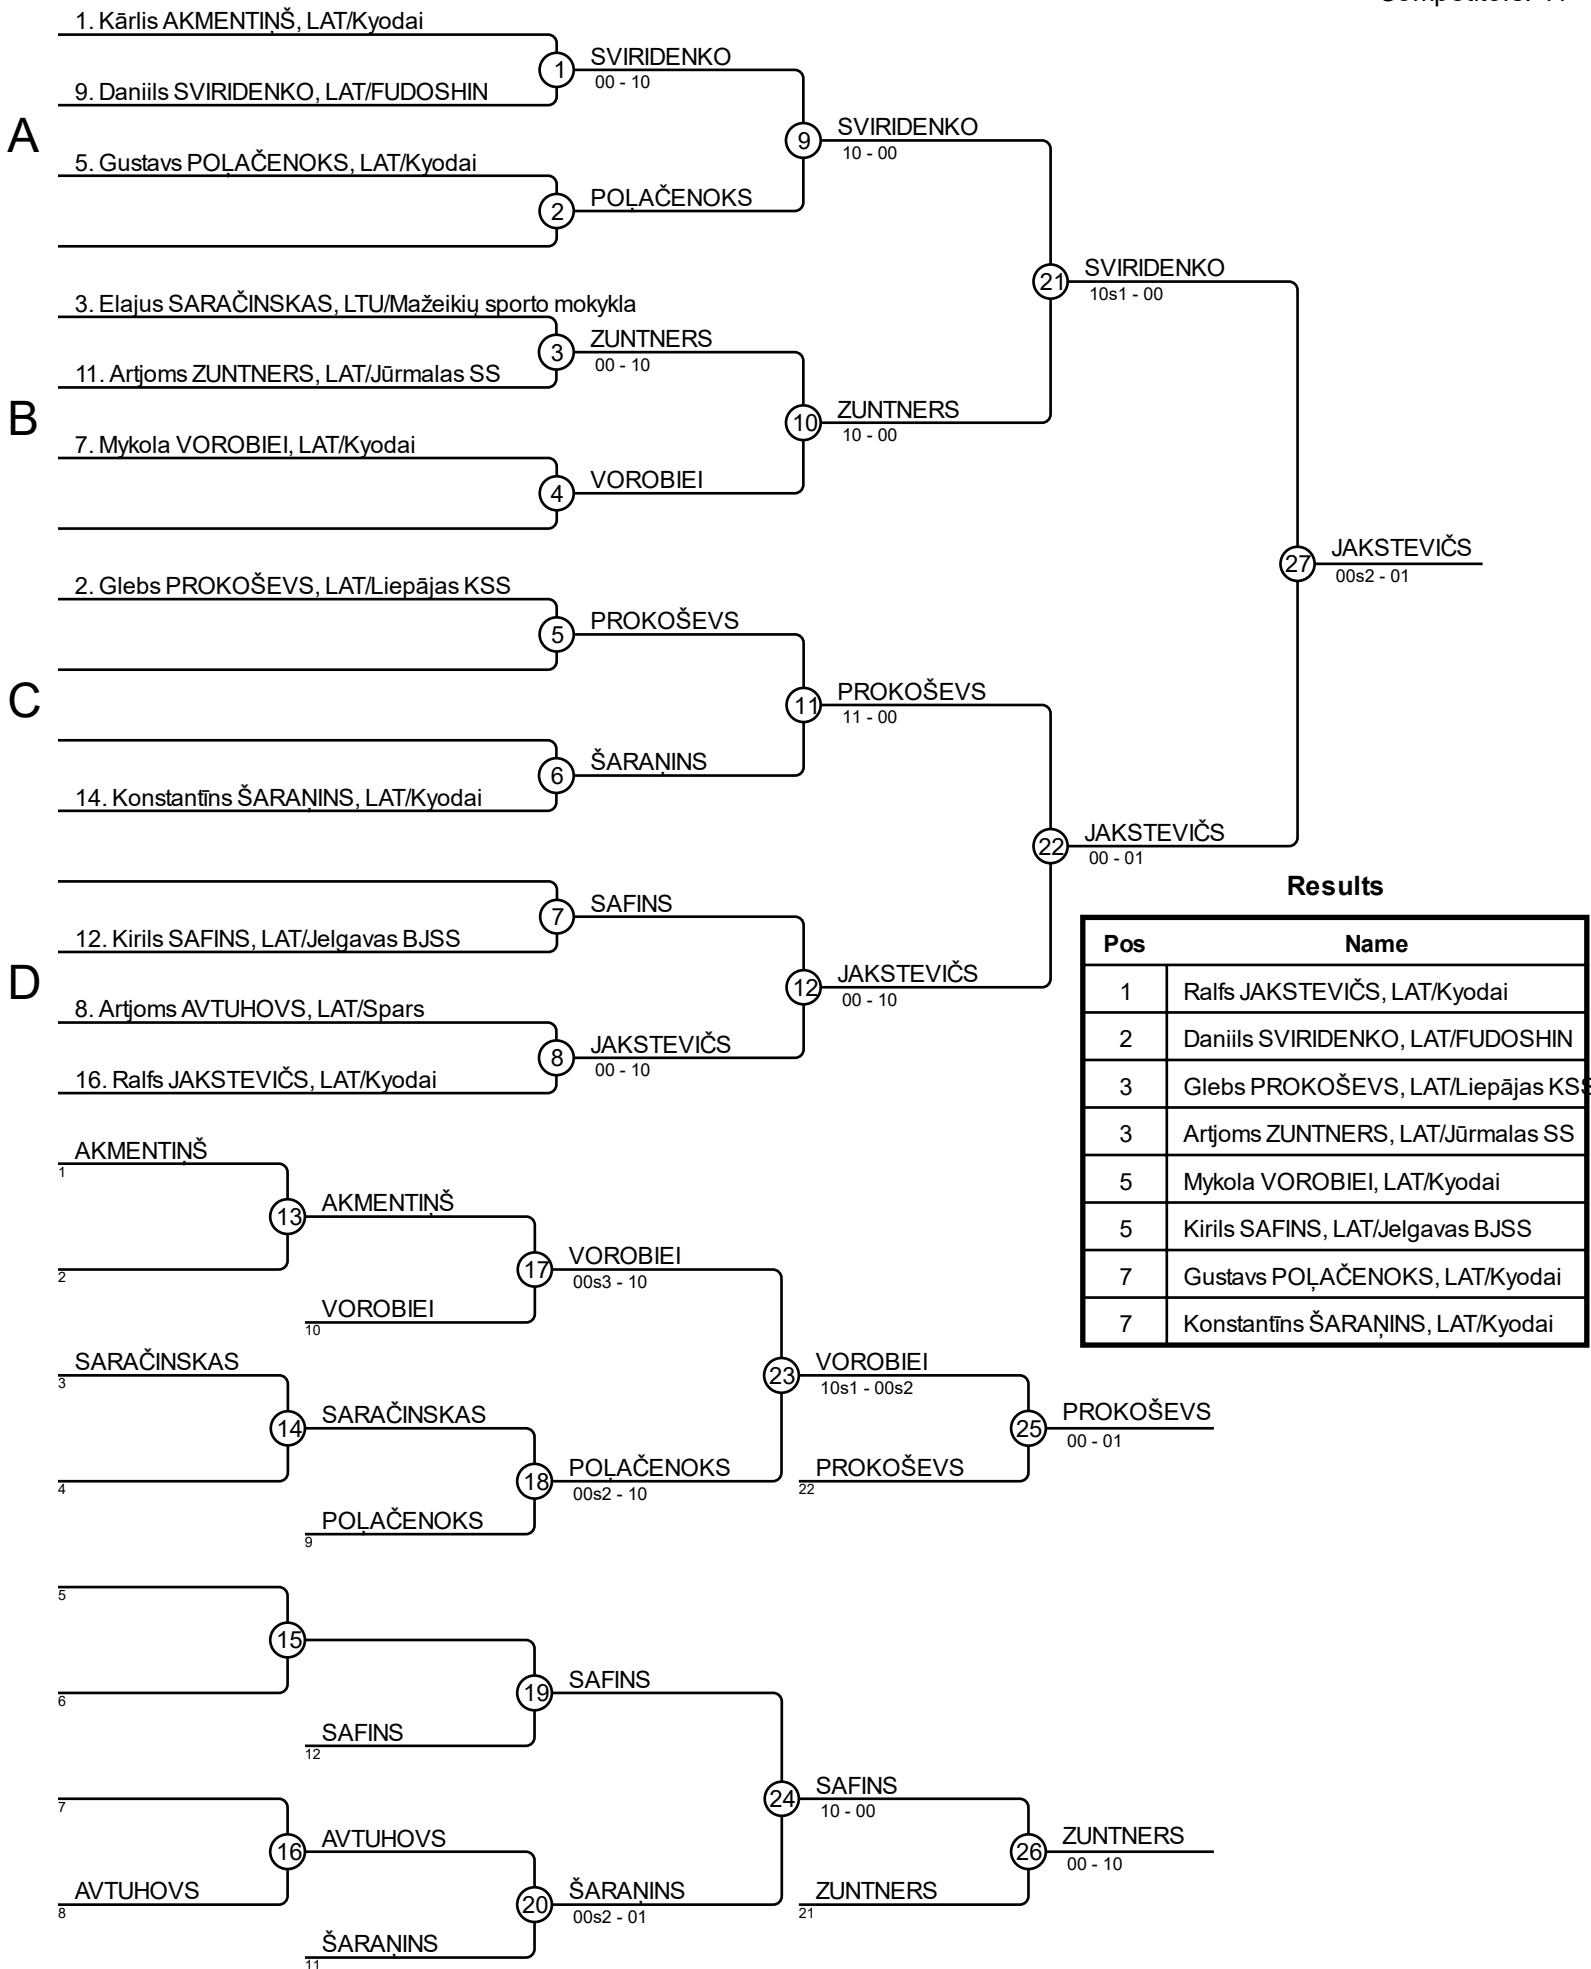 1. Kārlis AKMENTIŅŠ, LAT/Kyodai
1
SVIRIDENKO
00 - 10
9. Daniils SVIRIDENKO, LAT/FUDOSHIN
A
9
SVIRIDENKO
10 - 00
5. Gustavs POĻAČENOKS, LAT/Kyodai
2
POĻAČENOKS
21
SVIRIDENKO
10s1 - 00
3. Elajus SARAČINSKAS, LTU/Mažeikių sporto mokykla
3
ZUNTNERS
00 - 10
11. Artjoms ZUNTNERS, LAT/Jūrmalas SS
B
10
ZUNTNERS
10 - 00
7. Mykola VOROBIEI, LAT/Kyodai
4
VOROBIEI
27
JAKSTEVIČS
00s2 - 01
2. Glebs PROKOŠEVS, LAT/Liepājas KSS
5
PROKOŠEVS
C
11
PROKOŠEVS
11 - 00
6
ŠARAŅINS
14. Konstantīns ŠARAŅINS, LAT/Kyodai
22
JAKSTEVIČS
00 - 01
7
SAFINS
12. Kirils SAFINS, LAT/Jelgavas BJSS
D
12
JAKSTEVIČS
00 - 10
8. Artjoms AVTUHOVS, LAT/Spars
8
JAKSTEVIČS
00 - 10
16. Ralfs JAKSTEVIČS, LAT/Kyodai
Results
Pos Name
1 Ralfs JAKSTEVIČS, LAT/Kyodai
2 Daniils SVIRIDENKO, LAT/FUDOSHIN
3 Glebs PROKOŠEVS, LAT/Liepājas KSS
3 Artjoms ZUNTNERS, LAT/Jūrmalas SS
5 Mykola VOROBIEI, LAT/Kyodai
5 Kirils SAFINS, LAT/Jelgavas BJSS
7 Gustavs POĻAČENOKS, LAT/Kyodai
7 Konstantīns ŠARAŅINS, LAT/Kyodai
AKMENTIŅŠ
1
13
AKMENTIŅŠ
2
17
VOROBIEI
00s3 - 10
VOROBIEI
10
SARAČINSKAS
3
23
VOROBIEI
10s1 - 00s2
14
SARAČINSKAS
25
PROKOŠEVS
00 - 01
4
18
POĻAČENOKS
00s2 - 10
PROKOŠEVS
22
POĻAČENOKS
9
5
15
6
19
SAFINS
SAFINS
12
7
24
SAFINS
10 - 00
16
AVTUHOVS
26
ZUNTNERS
00 - 10
AVTUHOVS
8
20
ŠARAŅINS
00s2 - 01
ZUNTNERS
21
ŠARAŅINS
11